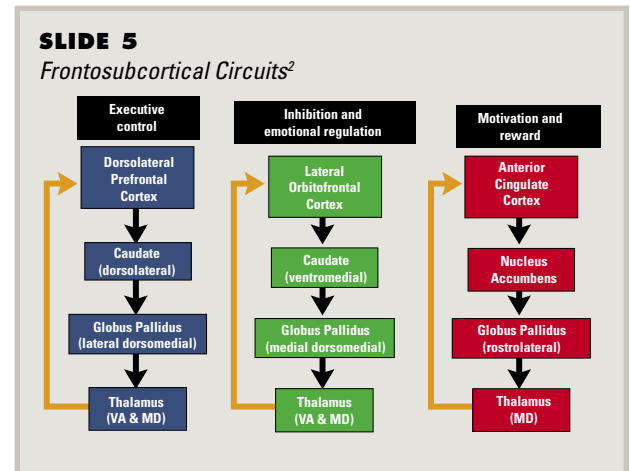 SLIDE 5
Frontosubcortical Circuits²
Executive
control
Dorsolateral
Prefrontal
Cortex
Caudate
(dorsolateral)
Globus Pallidus
(lateral dorsomedial)
Thalamus
(VA & MD)
Inhibition and
emotional regulation
Lateral
Orbitofrontal
Cortex
Caudate
(ventromedial)
Globus Pallidus
(medial dorsomedial)
Thalamus
(VA & MD)
Motivation and
reward
Anterior
Cingulate
Cortex
Nucleus
Accumbens
Globus Pallidus
(rostrolateral)
Thalamus
(MD)